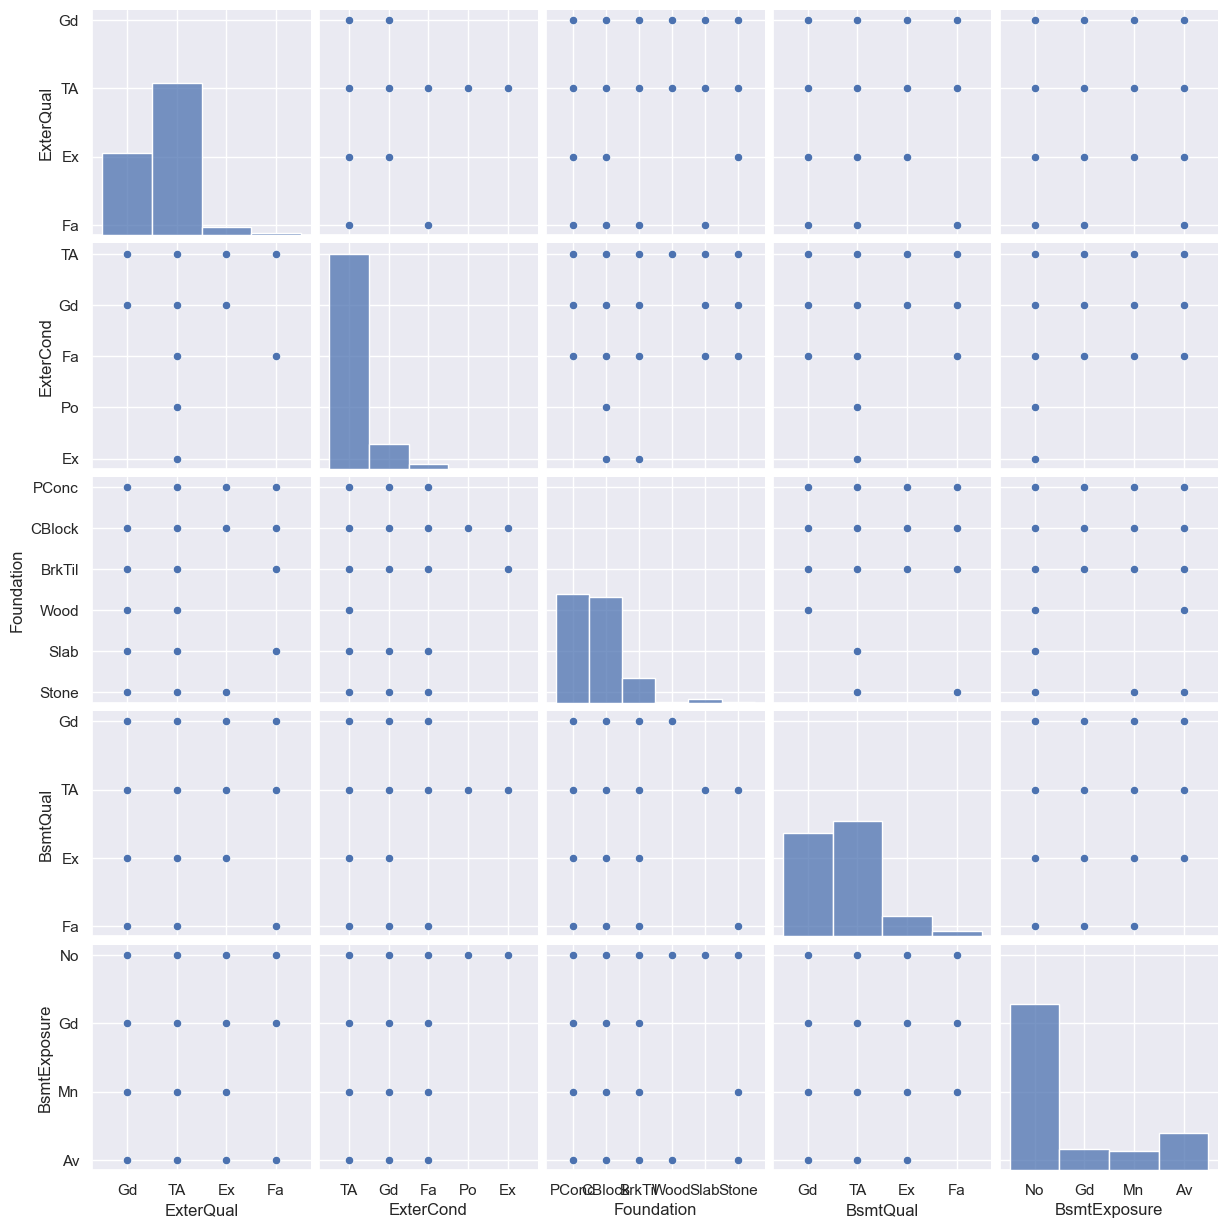 Gd
TA
ExterQual
Ex
Fa
TA
Gd
ExterCond
Fa
Po
Ex
PConc
CBlock
BrkTil
Foundation
Wood
Slab
Stone
Gd
TA
BsmtQual
Ex
Fa
No
Gd
BsmtExposure
Mn
Av
Gd TA Ex Fa TA Gd Fa Po Ex PConc CBlock BrkTil Wood Slab Stone Gd TA Ex Fa No Gd Mn Av
ExterQual ExterCond Foundation BsmtQual BsmtExposure